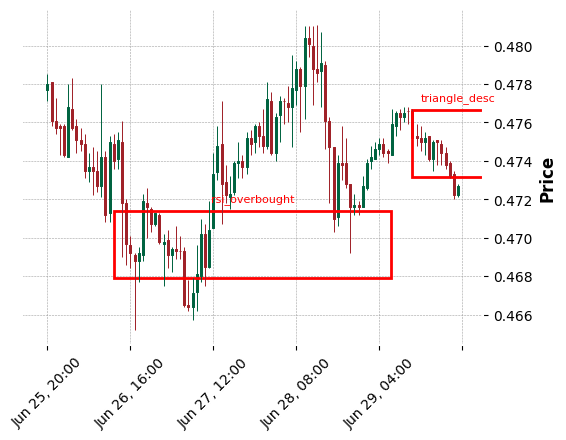 0.480
0.478
triangle_desc
0.476
0.474
0.472
rsi_overbought
0.470
0.468
0.466
Price
Jun 25, 20:00
Jun 26, 16:00
Jun 27, 12:00
Jun 28, 08:00
Jun 29, 04:00